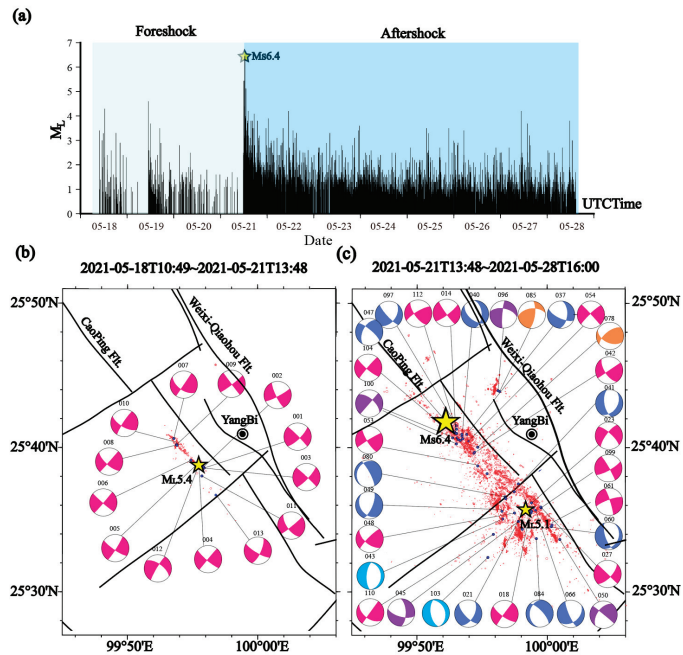 (a)
Foreshock
Aftershock
Ms6.4
7
6
5
4
3
2
1
0
ML
05-18 05-19 05-20 05-21 05-22 05-23 05-24 05-25 05-26 05-27 05-28
UTCTime
Date
(b)
2021-05-18T10:49~2021-05-21T13:48
25°50'N
25°40'N
25°30'N
99°50'E 100°00'E
CaoPing Flt.
Weixi-Qiaohou Flt.
YangBi
ML5.4
007
009
002
010
001
008
003
006
011
005
012
004
013
(c)
2021-05-21T13:48~2021-05-28T16:00
097 112 014 040 096 085 037 054
047
078
104
042
100
041
053
023
080
099
049
061
048
060
043
027
110 045 103 021 018 084 066 050
CaoPing Flt.
Weixi-Qiaohou Flt.
YangBi
Ms6.4
ML5.1
25°50'N
25°40'N
25°30'N
99°50'E 100°00'E